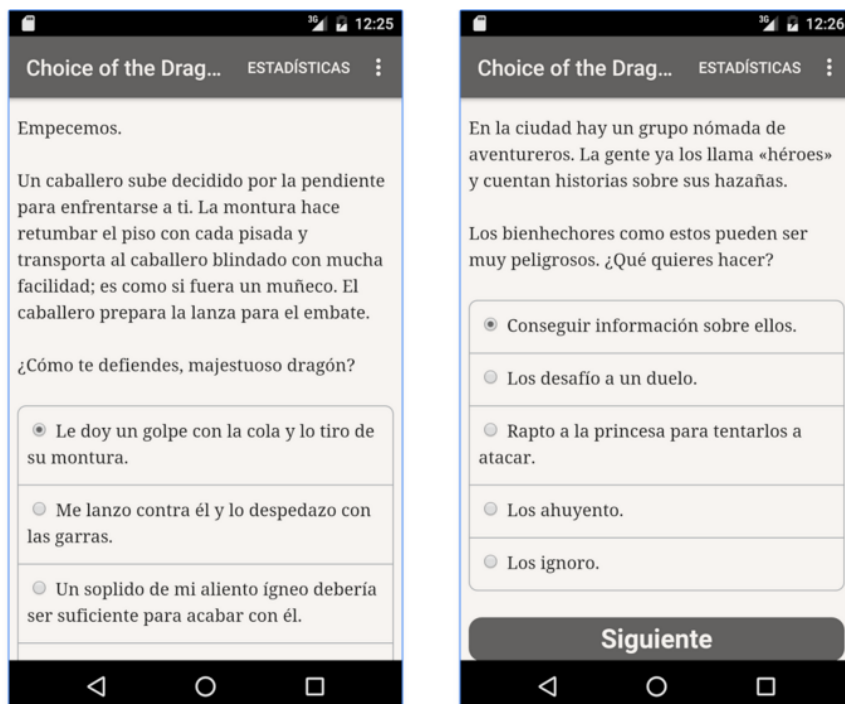 3G 12:25
Choice of the Drag... ESTADÍSTICAS
Empecemos.
Un caballero sube decidido por la pendiente
para enfrentarse a ti. La montura hace
retumbar el piso con cada pisada y
transporta al caballero blindado con mucha
facilidad; es como si fuera un muñeco. El
caballero prepara la lanza para el embate.
¿Cómo te defiendes, majestuoso dragón?
Le doy un golpe con la cola y lo tiro de
su montura.
Me lanzo contra él y lo despedazo con
las garras.
Un soplido de mi aliento ígneo debería
ser suficiente para acabar con él.
3G 12:26
Choice of the Drag... ESTADÍSTICAS
En la ciudad hay un grupo nómada de
aventureros. La gente ya los llama «héroes»
y cuentan historias sobre sus hazañas.
Los bienhechores como estos pueden ser
muy peligrosos. ¿Qué quieres hacer?
Conseguir información sobre ellos.
Los desafío a un duelo.
Rapto a la princesa para tentarlos a
atacar.
Los ahuyento.
Los ignoro.
Siguiente